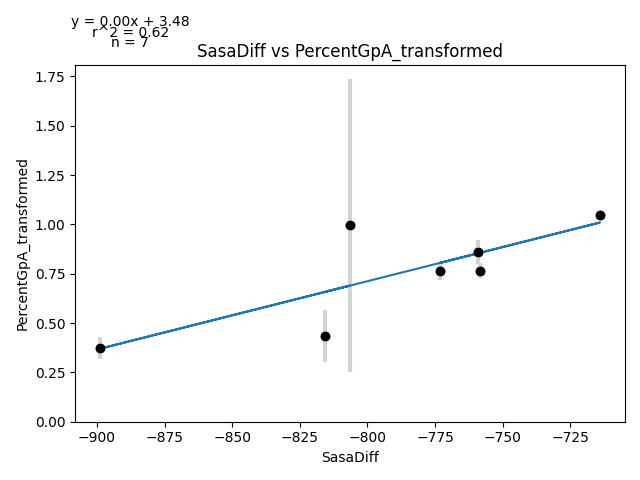 y = 0.00x + 3.48
r^2 = 0.62
n = 7
SasaDiff vs PercentGpA_transformed
PercentGpA_transformed
1.75
1.50
1.25
1.00
0.75
0.50
0.25
0.00
−900
−875
−850
−825
−800
−775
−750
−725
SasaDiff